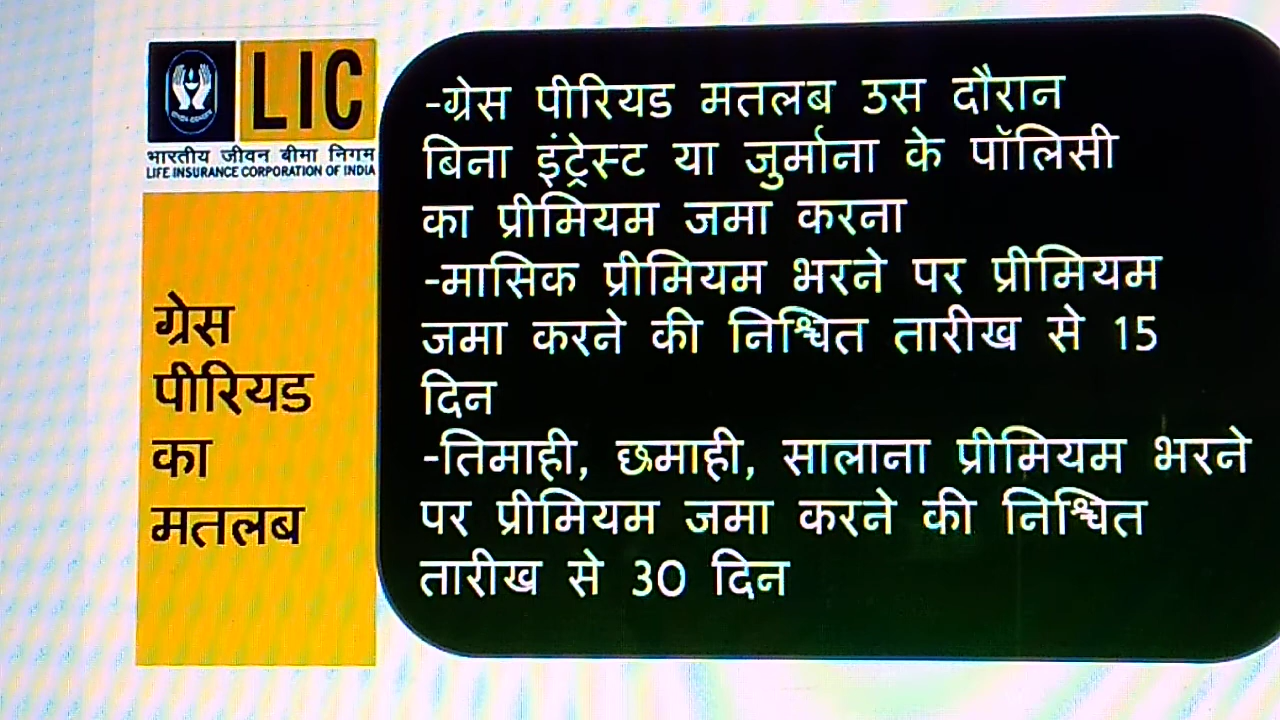 LIC
भारतीय जीवन बीमा निगम
LIFE INSURANCE CORPORATION OF INDIA
ग्रेस
पीरियड
का
मतलब
-ग्रेस पीरियड मतलब उस दौरान
बिना इंट्रेस्ट या जुर्माना के पॉलिसी
का प्रीमियम जमा करना
-मासिक प्रीमियम भरने पर प्रीमियम
जमा करने की निश्चित तारीख से 15
दिन
-तिमाही, छमाही, सालाना प्रीमियम भरने
पर प्रीमियम जमा करने की निश्चित
तारीख से 30 दिन